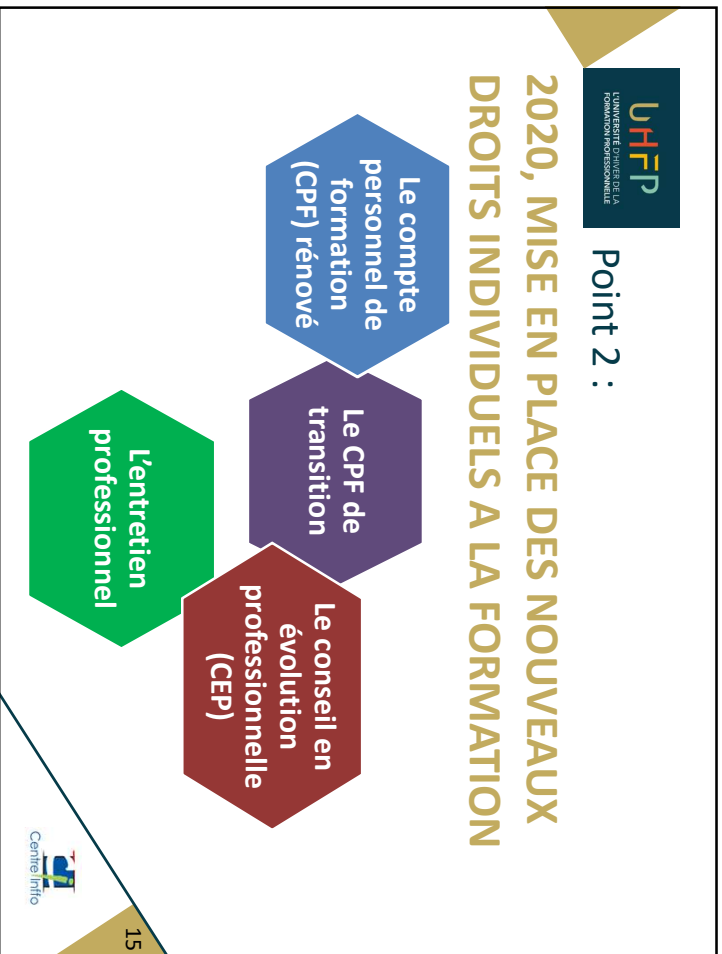 UHFP
L'UNIVERSITÉ D'HIVER DE LA
FORMATION PROFESSIONNELLE
Point 2 :
2020, MISE EN PLACE DES NOUVEAUX
DROITS INDIVIDUELS A LA FORMATION
Le compte
personnel de
formation
(CPF) rénové
Le CPF de
transition
Le conseil en
évolution
professionnelle
(CEP)
L'entretien
professionnel
Centre Inffo
15